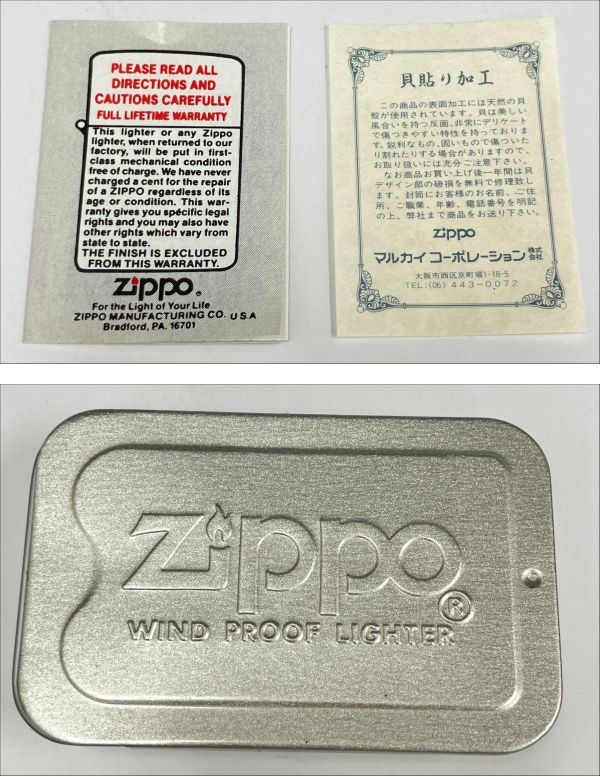 PLEASE READ ALL
DIRECTIONS AND
CAUTIONS CAREFULLY
FULL LIFETIME WARRANTY
This lighter or any Zippo
lighter, when returned to our
factory, will be put in first-
class mechanical condition
free of charge. We have never
charged a cent for the repair
of a ZIPPO regardless of its
age or condition. This war-
ranty gives you specific legal
rights and you may also have
other rights which vary from
state to state.
THE FINISH IS EXCLUDED
FROM THIS WARRANTY.
Zippo®
For the Light of Your Life
ZIPPO MANUFACTURING CO. U S A
Bradford, PA. 16701
貝貼り加工
この商品の表面加工には天然の貝
殻が使用されています。貝は美しい
風合いを持つ反面、非常にデリケート
で傷つきやすい特性を持っておりま
す。鋭利なもの、固いもので傷ついた
り割れたりする場合がありますので、
お取り扱いには充分ご注意下さい。
なおこの商品お買い上げ後一年間は貝
デザイン部の破損を無料で修理致し
ます。封筒にお客様のお名前、ご住
所、ご職業、年齢、電話番号を明記
の上、弊社まで商品をお送り下さい。
Zippo
マルカイ コーポレーション 株式会社
大阪市西区京町堀1-18-5
TEL:(06) 443-0072
Zippo®
WIND PROOF LIGHTER